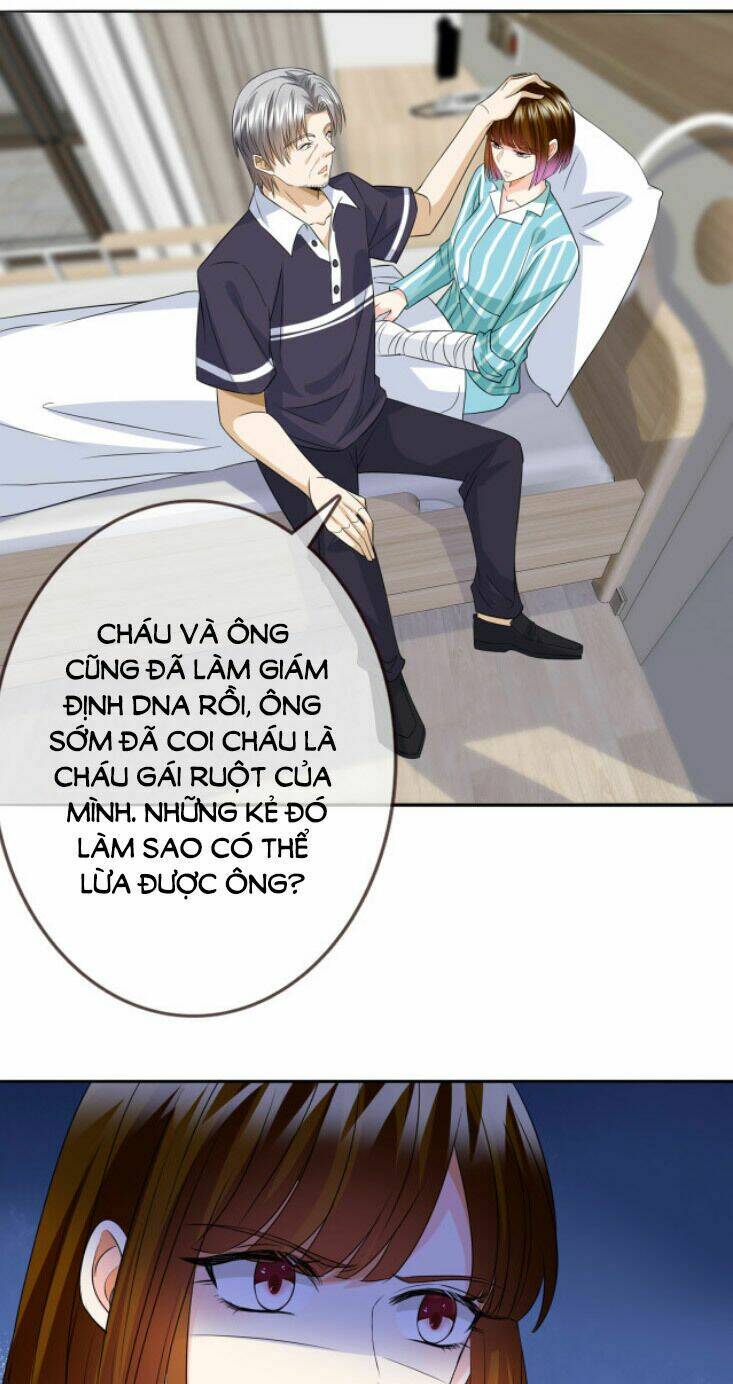 CHÁU VÀ ÔNG
CŨNG ĐÃ LÀM GIÁM
ĐỊNH DNA RỒI, ÔNG
SỚM ĐÃ COI CHÁU LÀ
CHÁU GÁI RUỘT CỦA
MÌNH. NHỮNG KẺ ĐÓ
LÀM SAO CÓ THỂ
LỪA ĐƯỢC ÔNG?